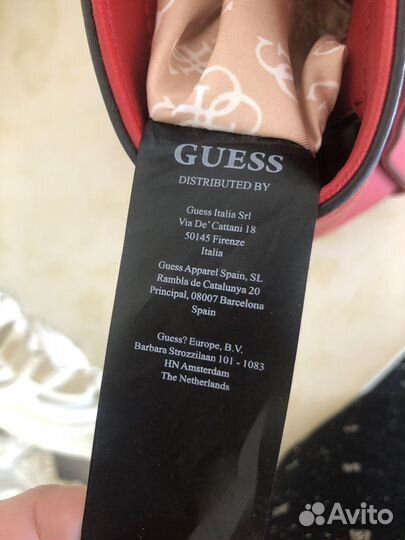 GUESS
DISTRIBUTED BY
Guess Italia Srl
Via De' Cattani 18
50145 Firenze
Italia
Guess Apparel Spain, SL
Rambla de Catalunya 20
Principal, 08007 Barcelona
Spain
Guess? Europe, B.V.
Barbara Strozzilaan 101 - 1083
HN Amsterdam
The Netherlands
Avito